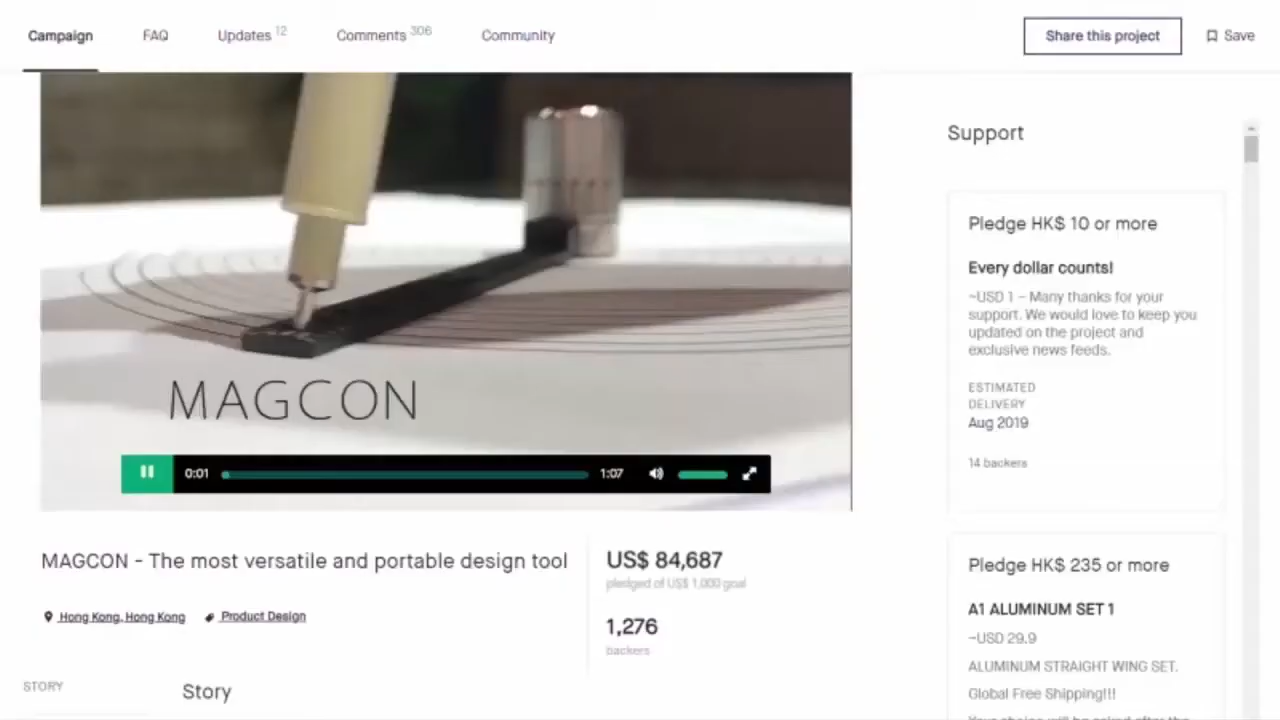 Campaign FAQ Updates 12 Comments 306 Community Share this project Save
Support
Pledge HK$ 10 or more
Every dollar counts!
~USD 1 – Many thanks for your
support. We would love to keep you
updated on the project and
exclusive news feeds.
ESTIMATED
DELIVERY
Aug 2019
14 backers
MAGCON
0:01 1:07
MAGCON - The most versatile and portable design tool
Hong Kong, Hong Kong Product Design
US$ 84,687
pledged of US$ 1,000 goal
1,276
backers
Pledge HK$ 235 or more
A1 ALUMINUM SET 1
~USD 29.9
ALUMINUM STRAIGHT WING SET.
Global Free Shipping!!!
STORY
Story